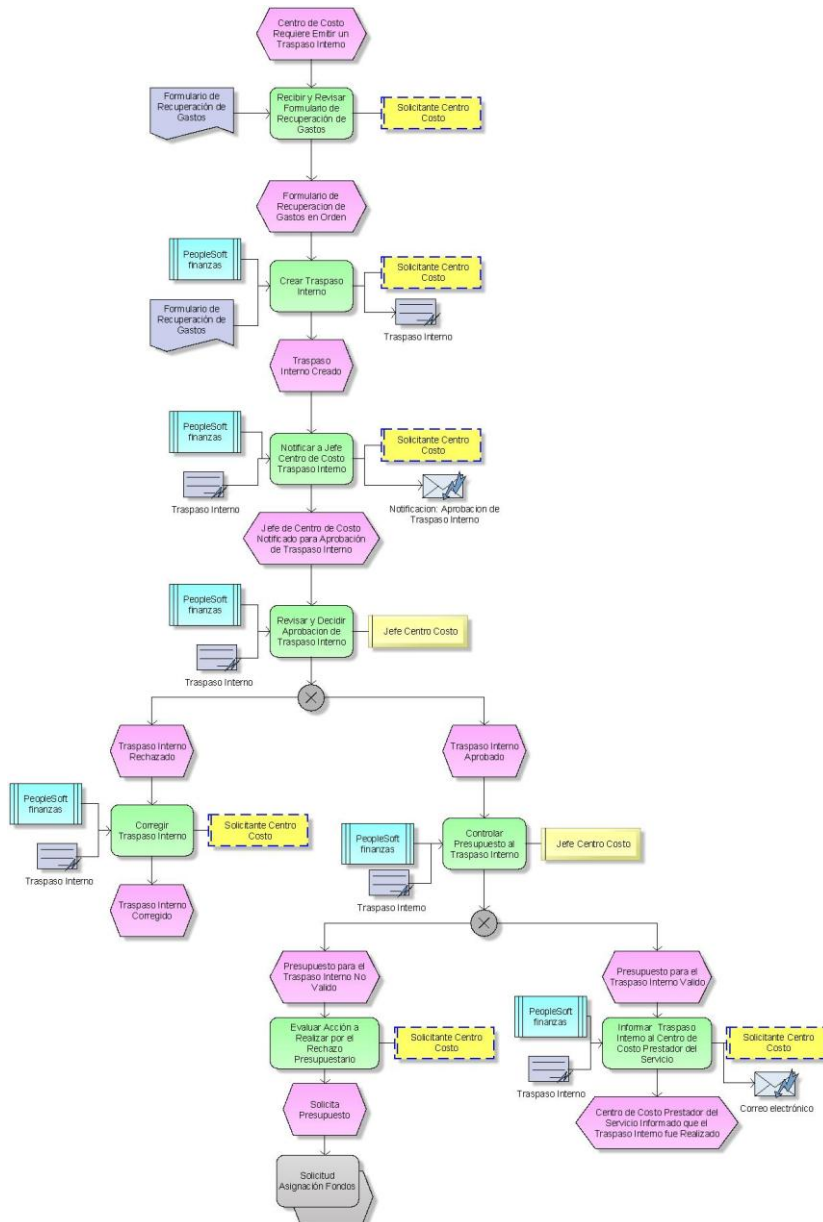 Centro de Costo
Requiere Emitir un
Traspaso Interno
Formulario de
Recuperación de
Gastos
Recibir y Revisar
Formulario de
Recuperación de
Gastos
Solicitante Centro
Costo
Formulario de
Recuperacion de
Gastos en Orden
PeopleSoft
finanzas
Solicitante Centro
Costo
Crear Traspaso
Interno
Formulario de
Recuperación de
Gastos
Traspaso Interno
Traspaso
Interno Creado
PeopleSoft
finanzas
Solicitante Centro
Costo
Notificar a Jefe
Centro de Costo
Traspaso Interno
Traspaso Interno
Notificacion: Aprobacion de
Traspaso Interno
Jefe de Centro de Costo
Notificado para Aprobación
de Traspaso Interno
PeopleSoft
finanzas
Revisar y Decidir
Aprobacion de
Traspaso Interno
Jefe Centro Costo
Traspaso Interno
Traspaso Interno
Rechazado
Traspaso Interno
Aprobado
PeopleSoft
finanzas
Corregir
Traspaso Interno
Solicitante Centro
Costo
Traspaso Interno
PeopleSoft
finanzas
Controlar
Presupuesto al
Traspaso Interno
Jefe Centro Costo
Traspaso Interno
Traspaso Interno
Corregido
Presupuesto para el
Traspaso Interno No
Valido
Presupuesto para el
Traspaso Interno Valido
Evaluar Acción a
Realizar por el
Rechazo
Presupuestario
Solicitante Centro
Costo
PeopleSoft
finanzas
Informar Traspaso
Interno al Centro de
Costo Prestador del
Servicio
Solicitante Centro
Costo
Traspaso Interno
Correo electrónico
Solicita
Presupuesto
Centro de Costo Prestador del
Servicio Informado que el
Traspaso Interno fue Realizado
Solicitud
Asignación Fondos